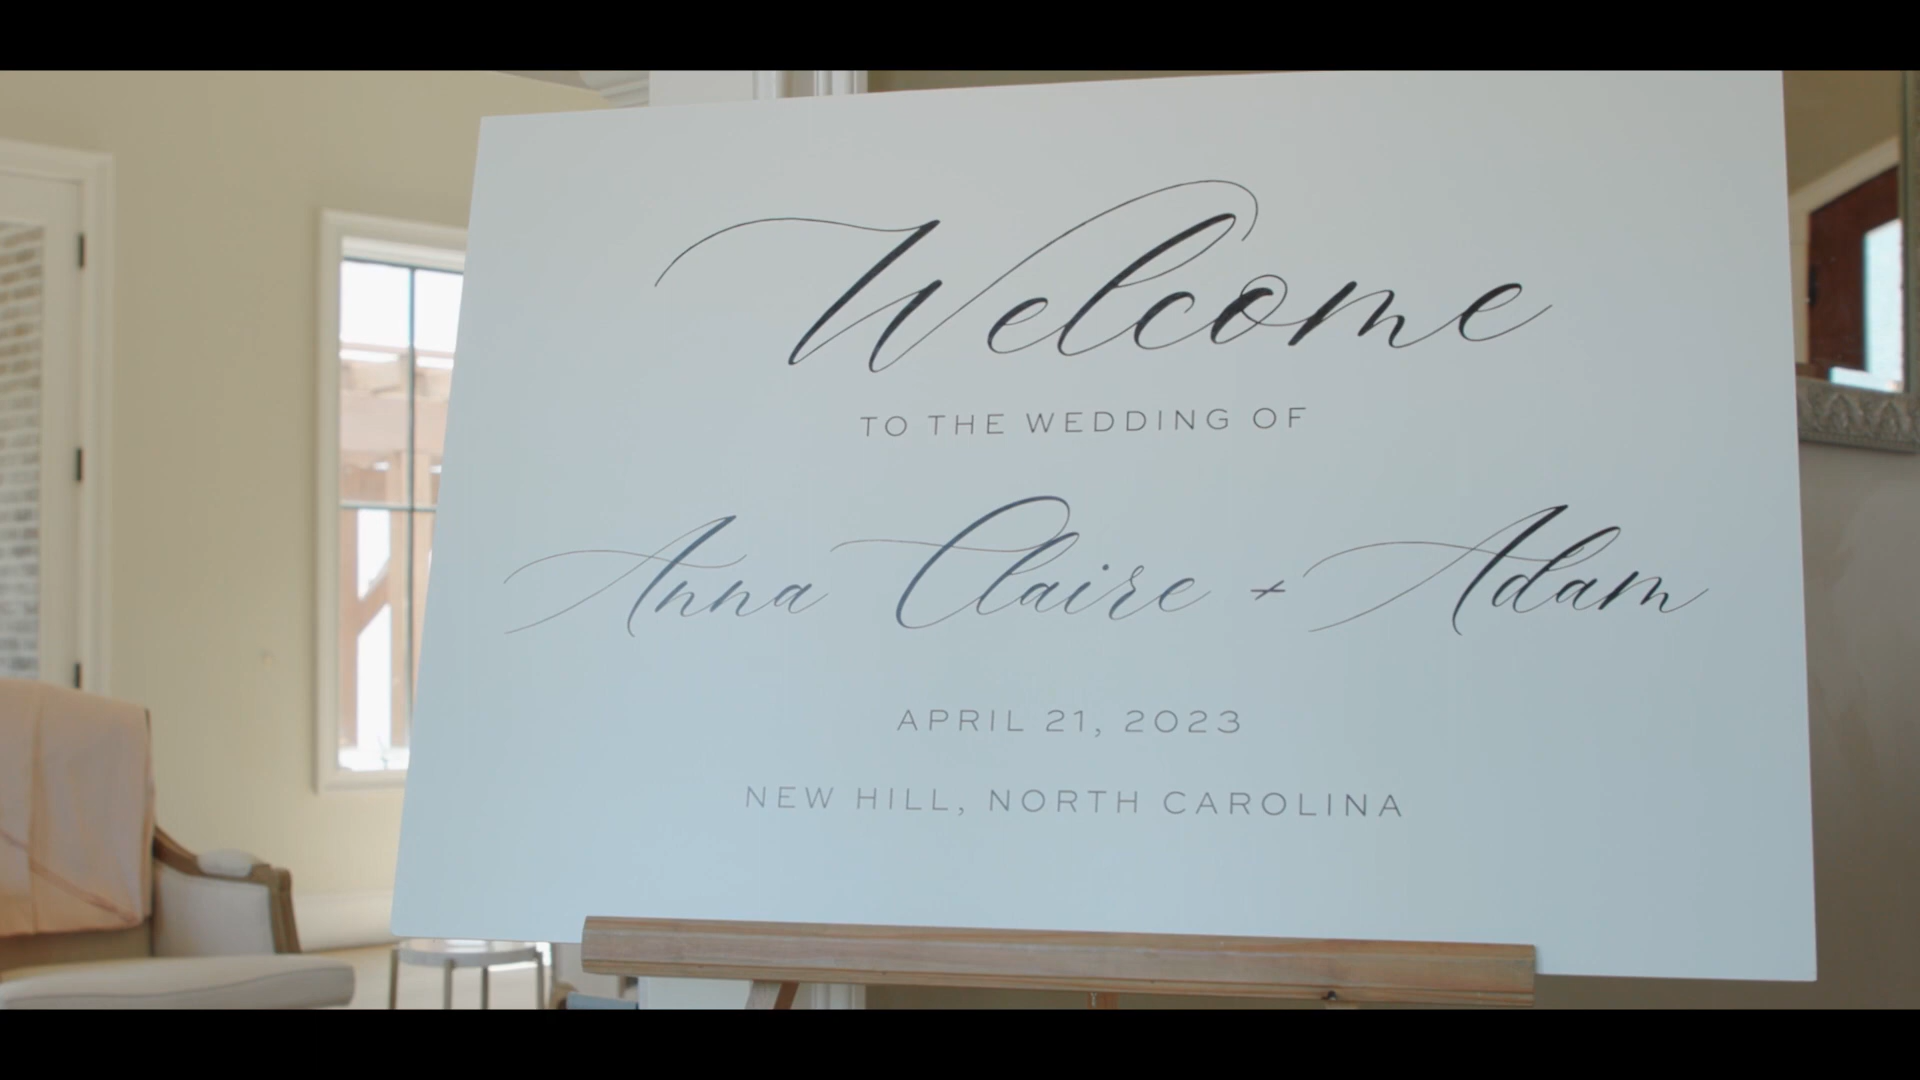 Welcome
TO THE WEDDING OF
Anna Claire + Adam
APRIL 21, 2023
NEW HILL, NORTH CAROLINA